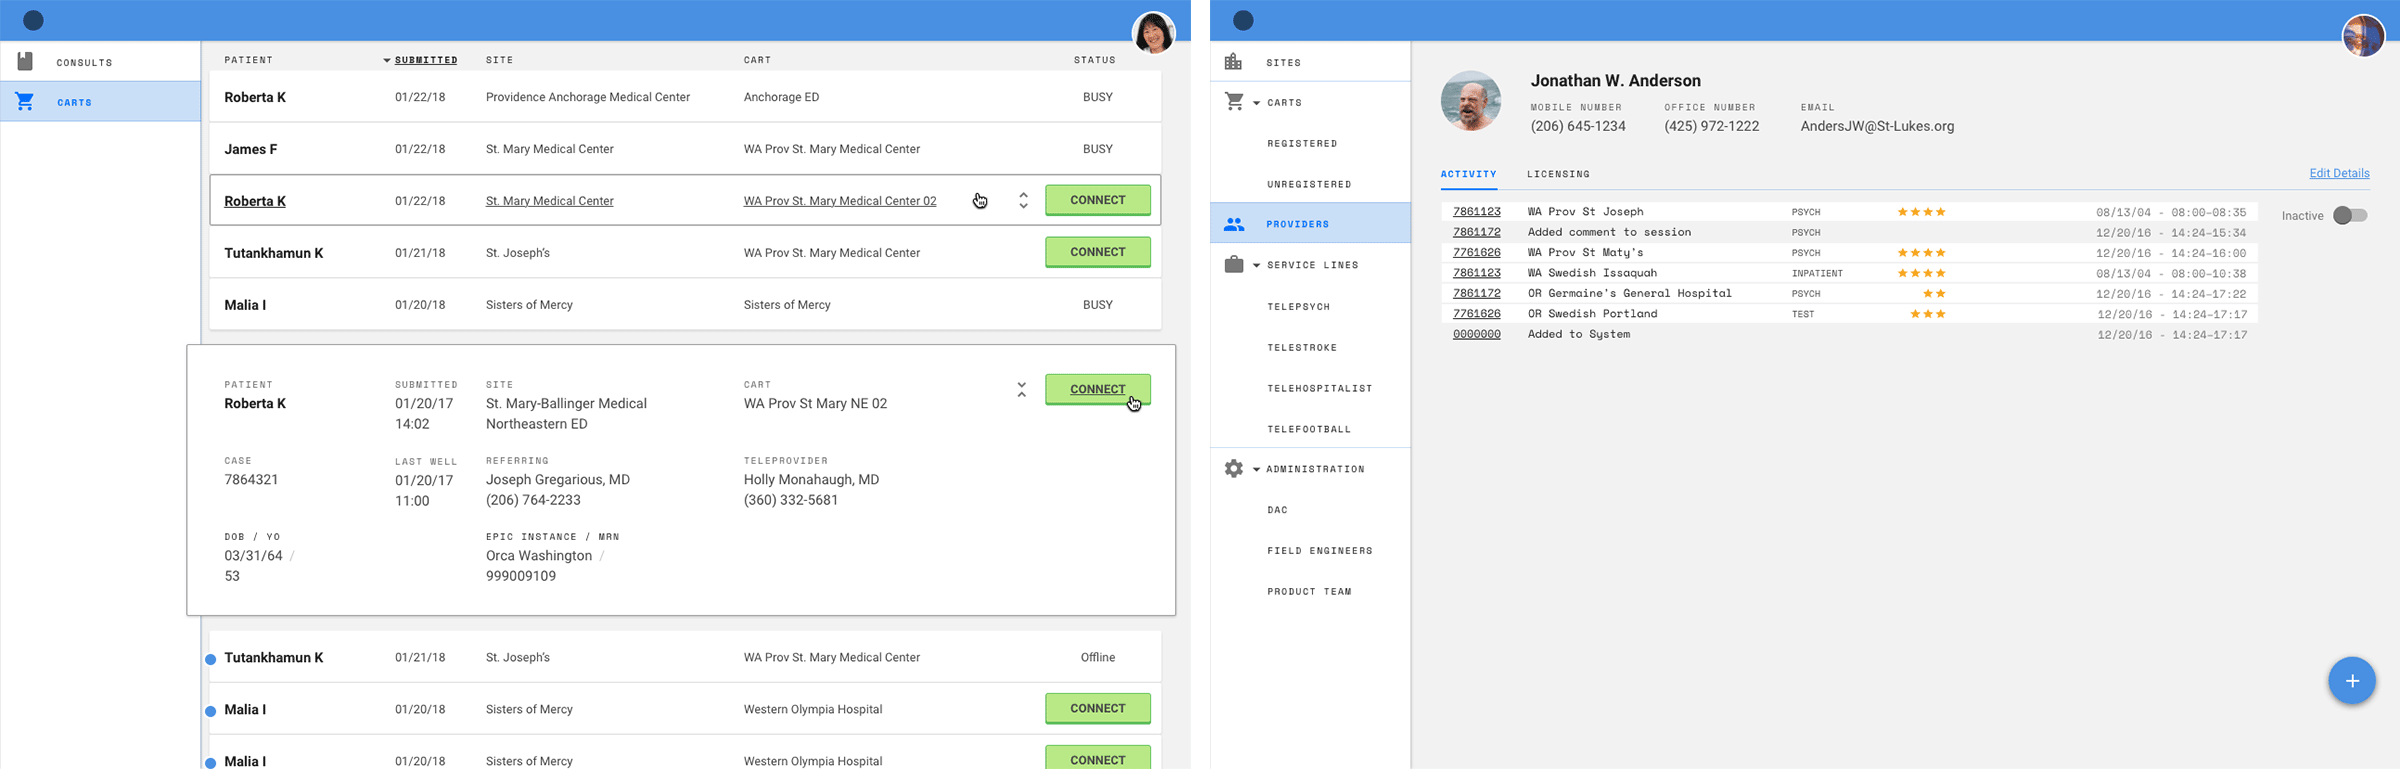 CONSULTS
CARTS
PATIENT SUBMITTED SITE CART STATUS
Roberta K 01/22/18 Providence Anchorage Medical Center Anchorage ED BUSY
James F 01/22/18 St. Mary Medical Center WA Prov St. Mary Medical Center BUSY
Roberta K 01/22/18 St. Mary Medical Center WA Prov St. Mary Medical Center 02 CONNECT
Tutankhamun K 01/21/18 St. Joseph's WA Prov St. Mary Medical Center CONNECT
Malia I 01/20/18 Sisters of Mercy Sisters of Mercy BUSY
PATIENT SUBMITTED SITE CART CONNECT
Roberta K 01/20/17 St. Mary-Ballinger Medical WA Prov St Mary NE 02
14:02 Northeastern ED
CASE LAST WELL REFERRING TELEPROVIDER
7864321 01/20/17 Joseph Gregarious, MD Holly Monahaugh, MD
11:00 (206) 764-2233 (360) 332-5681
DOB / YO EPIC INSTANCE / MRN
03/31/64 / Orca Washington /
53 999009109
Tutankhamun K 01/21/18 St. Joseph's WA Prov St. Mary Medical Center Offline
Malia I 01/20/18 Sisters of Mercy Western Olympia Hospital CONNECT
Malia I 01/20/18 Sisters of Mercy Western Olympia Hospital CONNECT
SITES
CARTS
REGISTERED
UNREGISTERED
PROVIDERS
SERVICE LINES
TELEPSYCH
TELESTROKE
TELEHOSPITALIST
TELEFOOTBALL
ADMINISTRATION
DAC
FIELD ENGINEERS
PRODUCT TEAM
Jonathan W. Anderson
MOBILE NUMBER OFFICE NUMBER EMAIL
(206) 645-1234 (425) 972-1222 AndersJW@St-Lukes.org
ACTIVITY LICENSING Edit Details
7861123 WA Prov St Joseph PSYCH ★★★★ 08/13/04 - 08:00–08:35 Inactive
7861172 Added comment to session PSYCH 12/20/16 - 14:24–15:34
7761626 WA Prov St Maty's PSYCH ★★★★ 12/20/16 - 14:24–16:00
7861123 WA Swedish Issaquah INPATIENT ★★★★ 08/13/04 - 08:00–10:38
7861172 OR Germaine's General Hospital PSYCH ★★ 12/20/16 - 14:24–17:22
7761626 OR Swedish Portland TEST ★★★ 12/20/16 - 14:24–17:17
0000000 Added to System 12/20/16 - 14:24–17:17
+